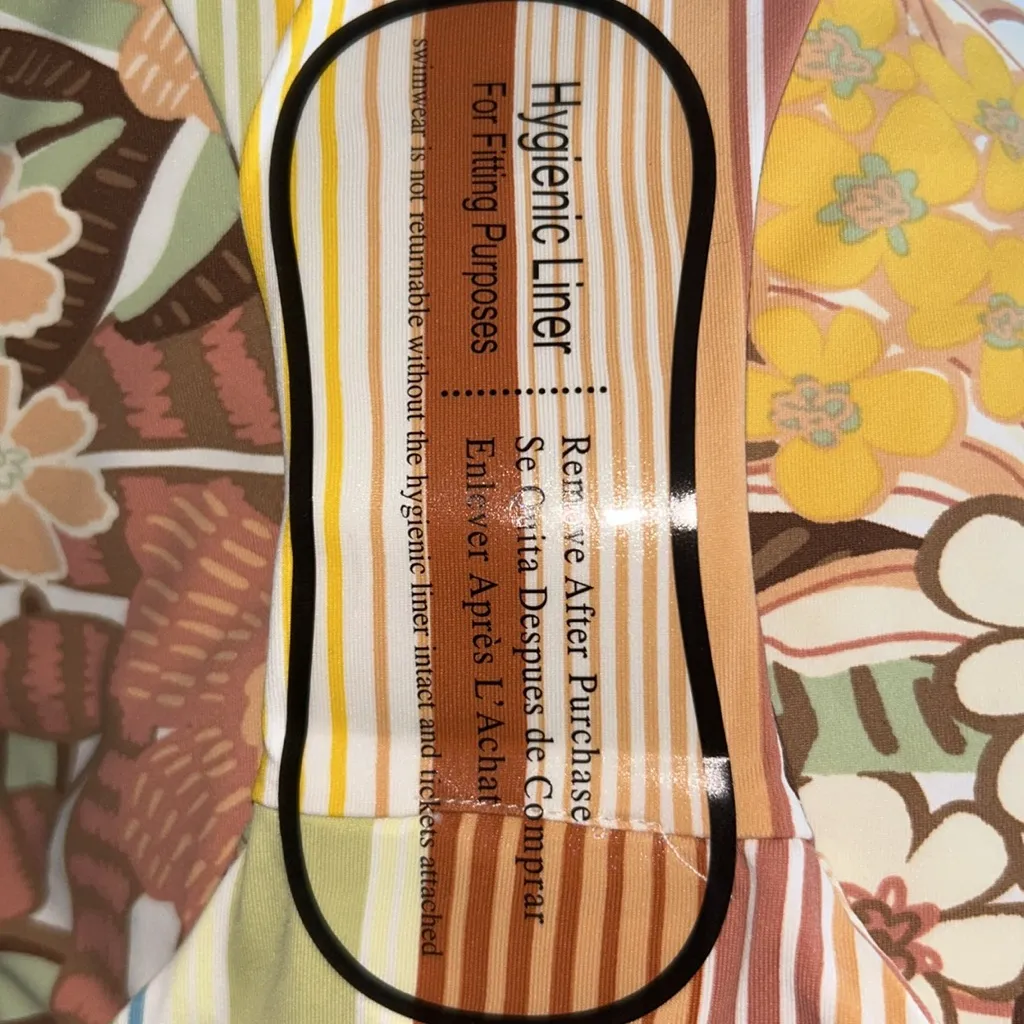 Hygienic Liner
For Fitting Purposes
Remove After Purchase
Se Quita Despues de Comprar
Enlever Après L'Achat
swimwear is not returnable without the hygienic liner intact and tickets attached